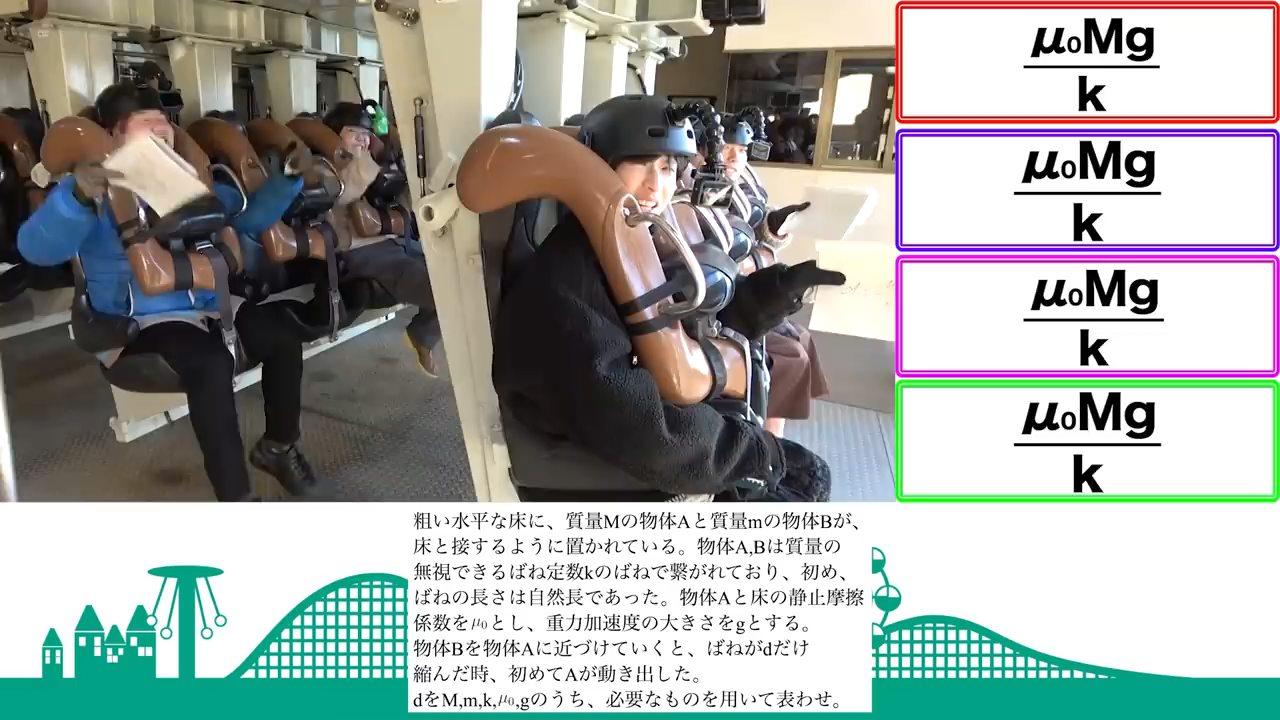 μ₀Mg
k
μ₀Mg
k
μ₀Mg
k
μ₀Mg
k
粗い水平な床に、質量Mの物体Aと質量mの物体Bが、
床と接するように置かれている。物体A,Bは質量の
無視できるばね定数kのばねで繋がれており、初め、
ばねの長さは自然長であった。物体Aと床の静止摩擦
係数をμ₀とし、重力加速度の大きさをgとする。
物体Bを物体Aに近づけていくと、ばねがdだけ
縮んだ時、初めてAが動き出した。
dをM,m,k,μ₀,gのうち、必要なものを用いて表わせ。